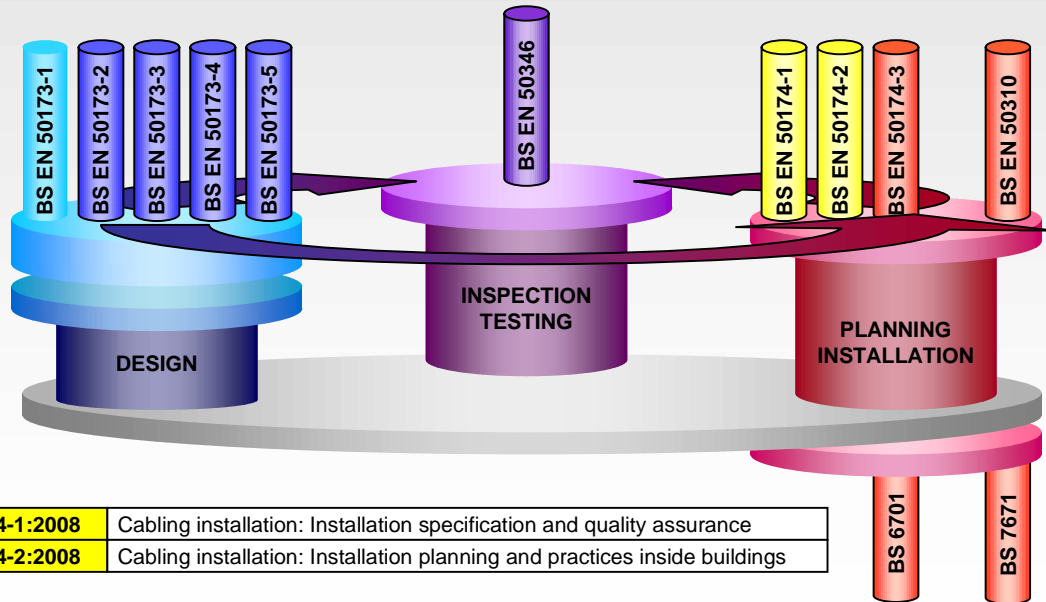 BS EN 50173-1
BS EN 50173-2
BS EN 50173-3
BS EN 50173-4
BS EN 50173-5
BS EN 50346
BS EN 50174-1
BS EN 50174-2
BS EN 50174-3
BS EN 50310
DESIGN
INSPECTION
TESTING
PLANNING
INSTALLATION
BS 6701
BS 7671
4-1:2008 Cabling installation: Installation specification and quality assurance
4-2:2008 Cabling installation: Installation planning and practices inside buildings